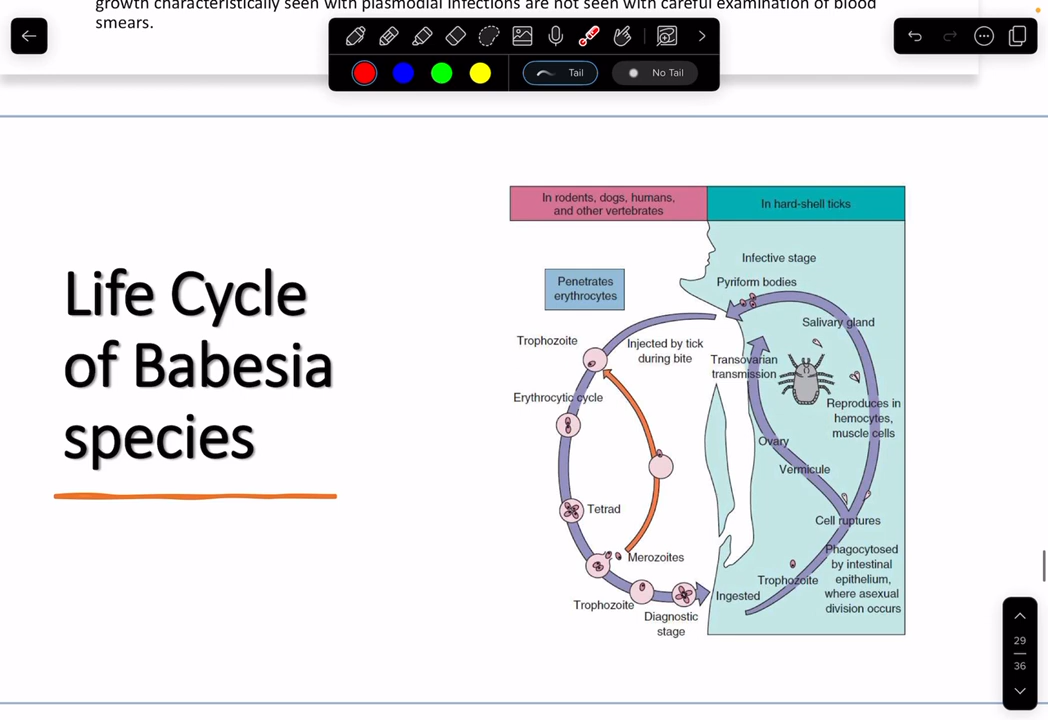 growth characteristically seen with plasmodial infections are not seen with careful examination of blood
smears.
Tail
No Tail
Life Cycle
of Babesia
species
In rodents, dogs, humans,
and other vertebrates
In hard-shell ticks
Infective stage
Pyriform bodies
Penetrates
erythrocytes
Salivary gland
Trophozoite
Injected by tick
during bite
Transovarian
transmission
Erythrocytic cycle
Reproduces in
hemocytes,
muscle cells
Ovary
Vermicule
Tetrad
Cell ruptures
Merozoites
Phagocytosed
by intestinal
epithelium,
where asexual
division occurs
Trophozoite
Ingested
Trophozoite
Diagnostic
stage
29
36